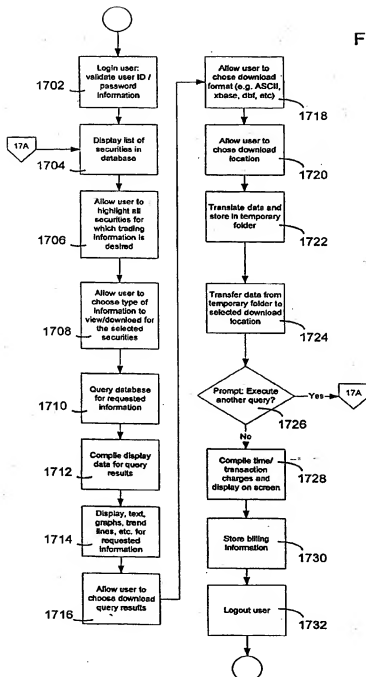 F
Login user:
validate user ID /
password
information
1702
17A
Display list of
securities in
database
1704
Allow user to
highlight all
securities for
which trading
information is
desired
1706
Allow user to
choose type of
information to
view/download for
the selected
securities
1708
Query database
for requested
information
1710
Compile display
data for query
results
1712
Display, text,
graphs, trend
lines, etc. for
requested
information
1714
Allow user to
choose download
query results
1716
Allow user to
chose download
format (e.g. ASCII,
xbase, dbf, etc)
1718
Allow user to
chose download
location
1720
Translate data and
store in temporary
folder
1722
Transfer data from
temporary folder to
selected download
location
1724
Prompt: Execute
another query?
1726
Yes
17A
No
Compile time/
transaction
charges and
display on screen
1728
Store billing
information
1730
Logout user
1732